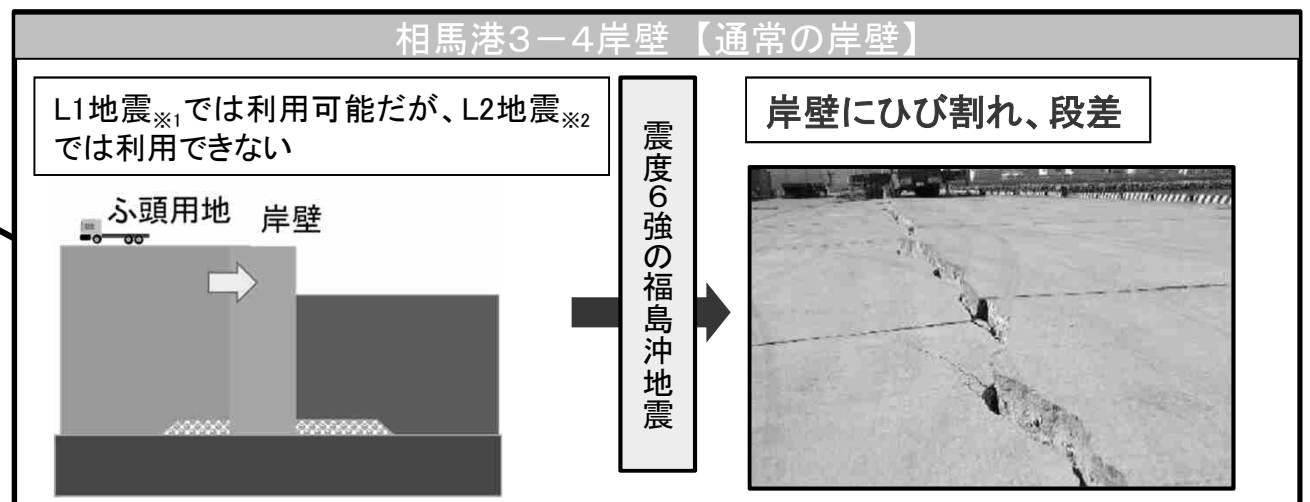 相馬港3－4岸壁 【通常の岸壁】
L1地震※1では利用可能だが、L2地震※2
では利用できない
ふ頭用地
岸壁
震度6強の福島沖地震
岸壁にひび割れ、段差